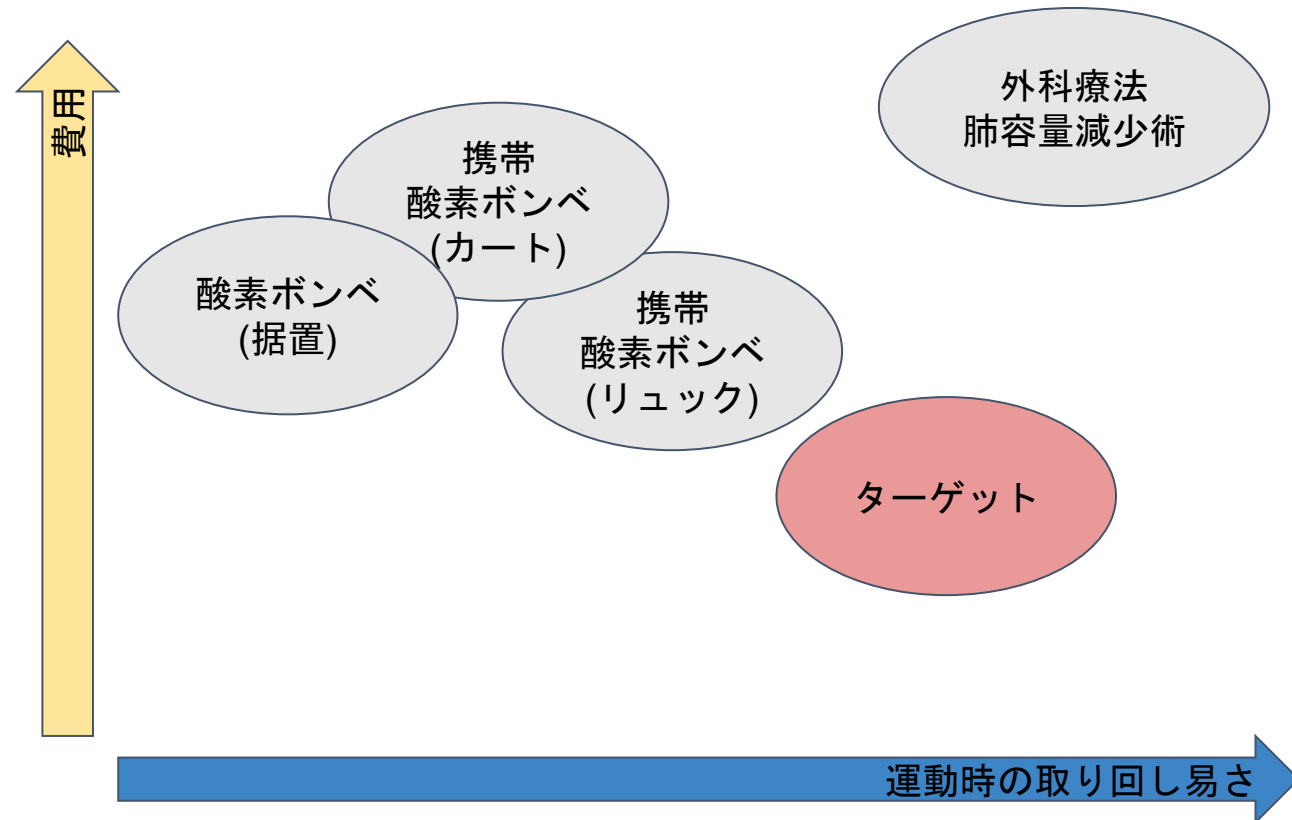 費用
外科療法
肺容量減少術
携帯
酸素ボンベ
(カート)
酸素ボンベ
(据置)
携帯
酸素ボンベ
(リュック)
ターゲット
運動時の取り回し易さ